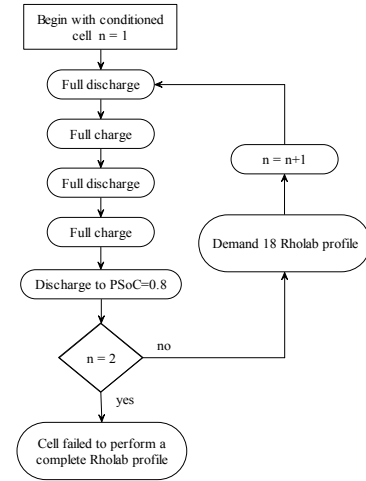 Begin with conditioned
cell n = 1
Full discharge
Full charge
Full discharge
Full charge
Discharge to PSoC=0.8
n = 2
no
yes
Cell failed to perform a
complete Rholab profile
Demand 18 Rholab profile
n = n+1